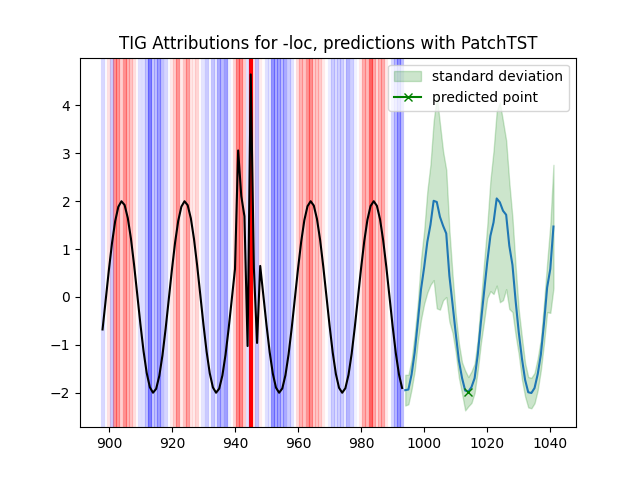 TIG Attributions for -loc, predictions with PatchTST
standard deviation
predicted point
4
3
2
1
0
−1
−2
900 920 940 960 980 1000 1020 1040